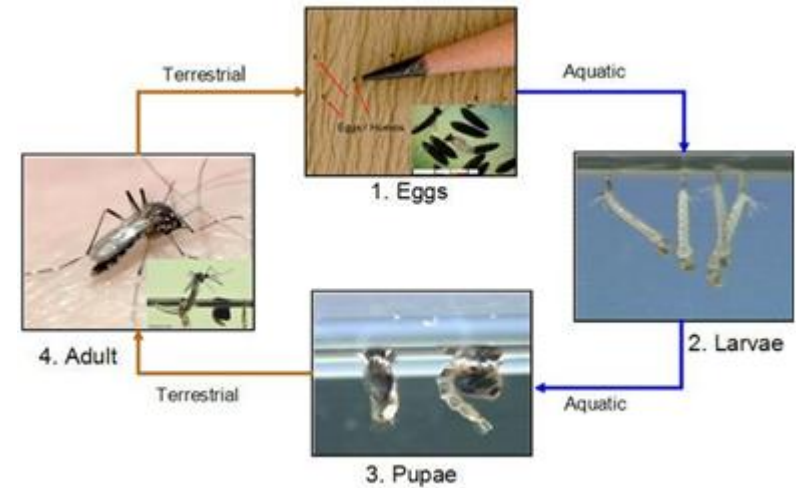 Terrestrial
Aquatic
1. Eggs
4. Adult
2. Larvae
Terrestrial
Aquatic
3. Pupae